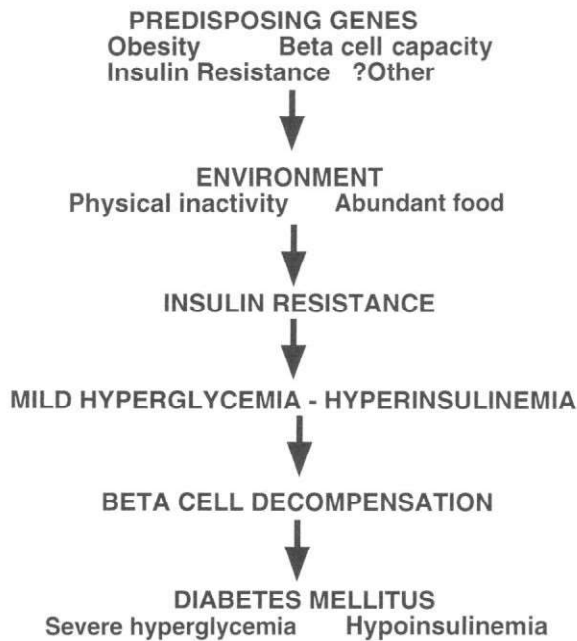 PREDISPOSING GENES
Obesity Beta cell capacity
Insulin Resistance ?Other
ENVIRONMENT
Physical inactivity Abundant food
INSULIN RESISTANCE
MILD HYPERGLYCEMIA - HYPERINSULINEMIA
BETA CELL DECOMPENSATION
DIABETES MELLITUS
Severe hyperglycemia Hypoinsulinemia